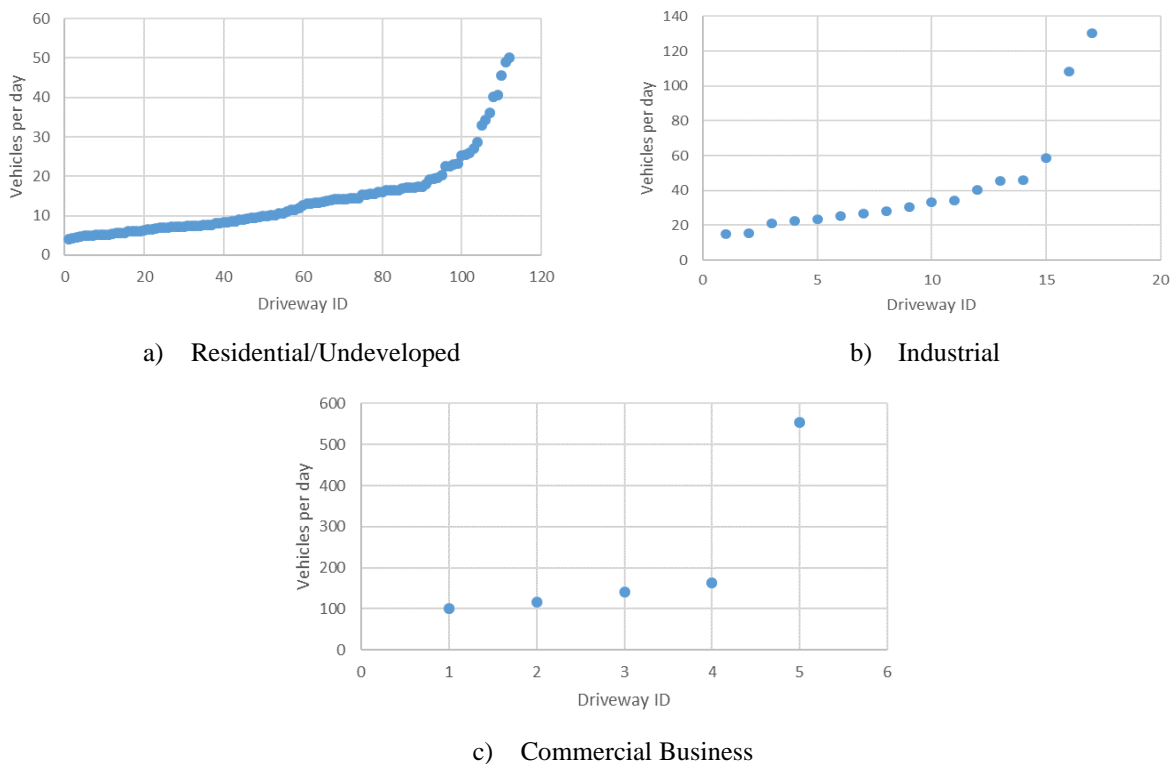 60
50
40
30
20
10
0
Vehicles per day
0 20 40 60 80 100 120
Driveway ID
a) Residential/Undeveloped
140
120
100
80
60
40
20
0
Vehicles per day
0 5 10 15 20
Driveway ID
b) Industrial
600
500
400
300
200
100
0
Vehicles per day
0 1 2 3 4 5 6
Driveway ID
c) Commercial Business